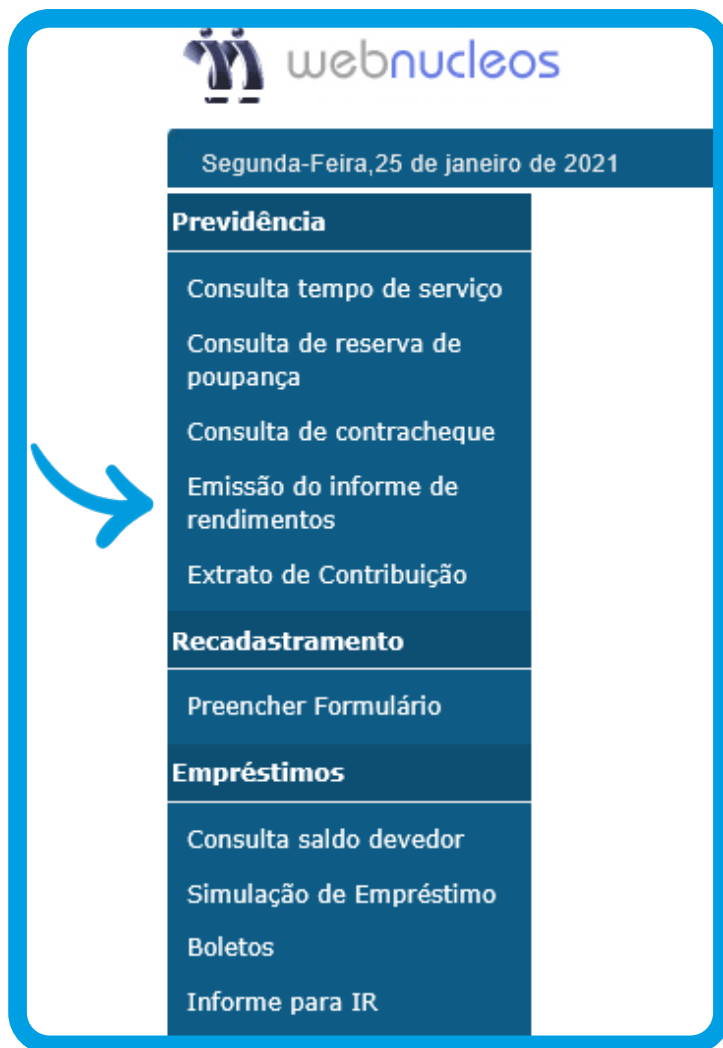 webnucleos
Segunda-Feira,25 de janeiro de 2021
Previdência
Consulta tempo de serviço
Consulta de reserva de
poupança
Consulta de contracheque
Emissão do informe de
rendimentos
Extrato de Contribuição
Recadastramento
Preencher Formulário
Empréstimos
Consulta saldo devedor
Simulação de Empréstimo
Boletos
Informe para IR